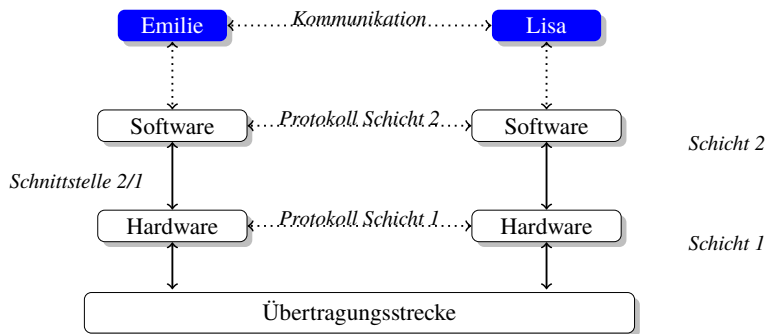 Emilie
Kommunikation
Lisa
Software
Protokoll Schicht 2
Software
Schicht 2
Schnittstelle 2/1
Hardware
Protokoll Schicht 1
Hardware
Schicht 1
Übertragungsstrecke